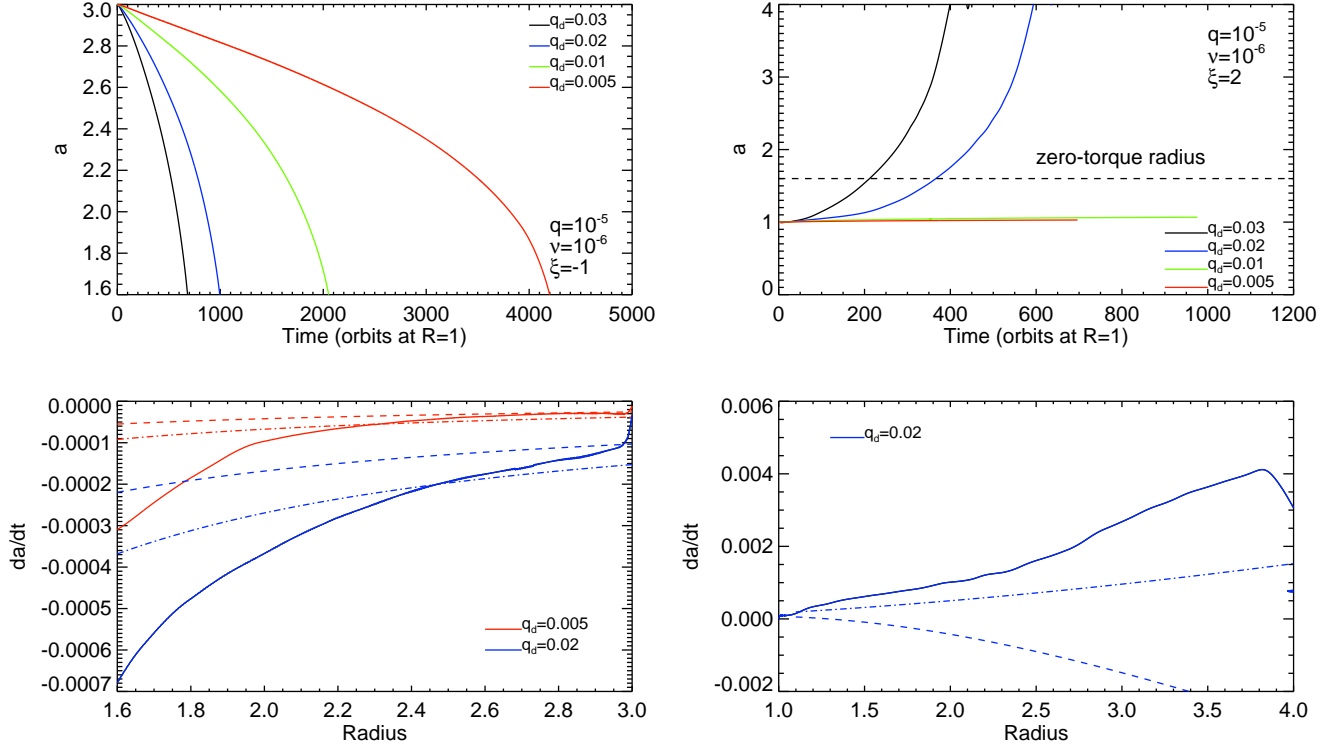 3.0
2.8
2.6
2.4
2.2
2.0
1.8
1.6
a
0
1000
2000
3000
4000
5000
Time (orbits at R=1)
q_d=0.03
q_d=0.02
q_d=0.01
q_d=0.005
q=10^-5
ν=10^-6
ξ=-1
4
3
2
1
0
a
0
200
400
600
800
1000
1200
Time (orbits at R=1)
q=10^-5
ν=10^-6
ξ=2
zero-torque radius
q_d=0.03
q_d=0.02
q_d=0.01
q_d=0.005
0.0000
-0.0001
-0.0002
-0.0003
-0.0004
-0.0005
-0.0006
-0.0007
da/dt
1.6
1.8
2.0
2.2
2.4
2.6
2.8
3.0
Radius
q_d=0.005
q_d=0.02
0.006
0.004
0.002
0.000
-0.002
da/dt
1.0
1.5
2.0
2.5
3.0
3.5
4.0
Radius
q_d=0.02